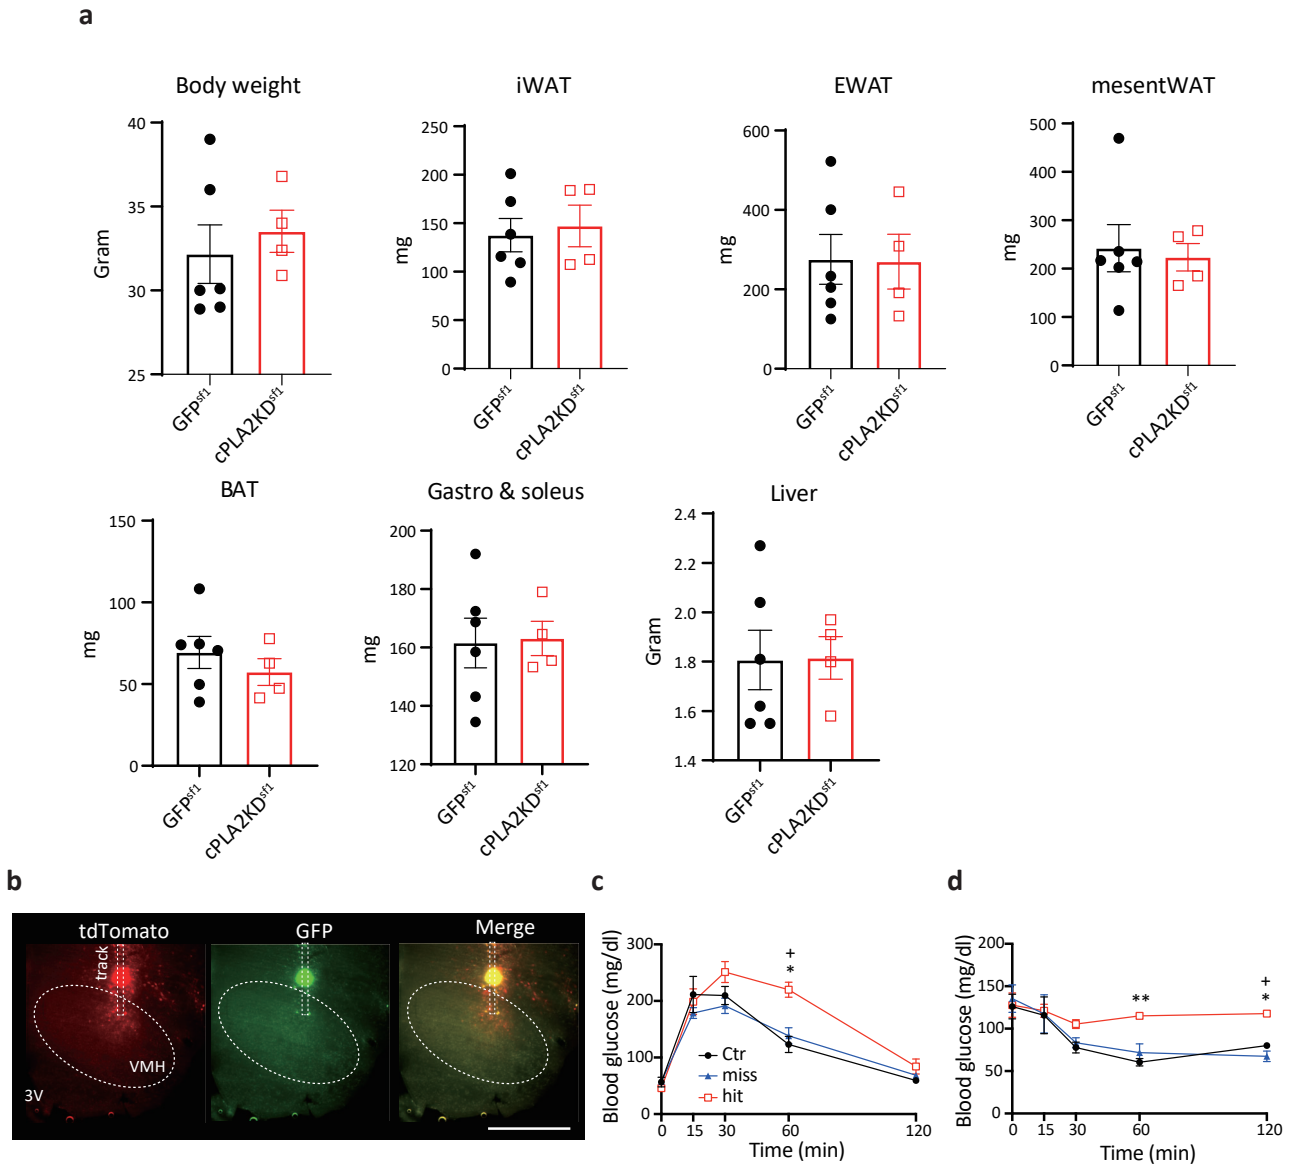 a
Body weight
iWAT
EWAT
mesentWAT
40
35
30
25
Gram
GFPsf1
cPLA2KDsf1
250
200
150
100
50
0
mg
GFPsf1
cPLA2KDsf1
600
400
200
0
mg
GFPsf1
cPLA2KDsf1
500
400
300
200
100
0
mg
GFPsf1
cPLA2KDsf1
BAT
Gastro & soleus
Liver
150
100
50
0
mg
GFPsf1
cPLA2KDsf1
200
180
160
140
120
mg
GFPsf1
cPLA2KDsf1
2.4
2.2
2.0
1.8
1.6
1.4
Gram
GFPsf1
cPLA2KDsf1
b
tdTomato
GFP
Merge
track
VMH
3V
c
Blood glucose (mg/dl)
300
200
100
0
+
*
Ctr
miss
hit
0 15 30 60 120
Time (min)
d
Blood glucose (mg/dl)
200
150
100
50
0
**
+
*
0 15 30 60 120
Time (min)